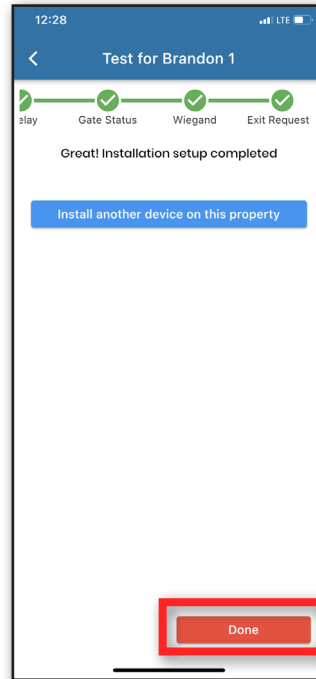 12:28 LTE
Test for Brandon 1
elay Gate Status Wiegand Exit Request
Great! Installation setup completed
Install another device on this property
Done